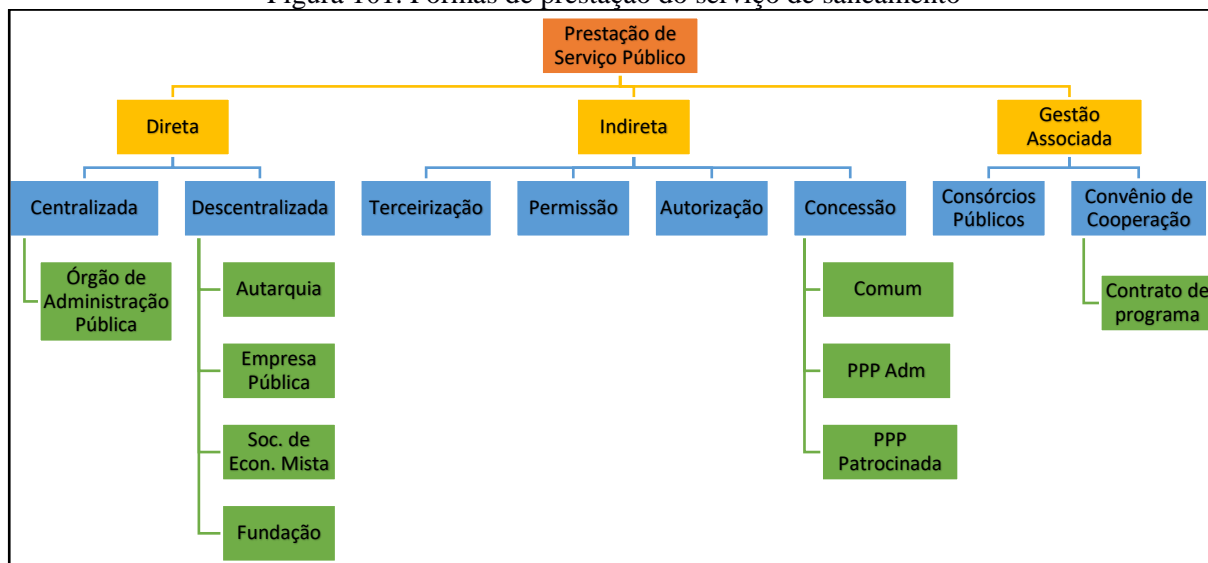 Figura 101: Formas de prestação do serviço de saneamento
Prestação de
Serviço Público
Direta
Indireta
Gestão
Associada
Centralizada
Descentralizada
Terceirização
Permissão
Autorização
Concessão
Consórcios
Públicos
Convênio de
Cooperação
Órgão de
Administração
Pública
Autarquia
Empresa
Pública
Soc. de
Econ. Mista
Fundação
Comum
PPP Adm
PPP
Patrocinada
Contrato de
programa